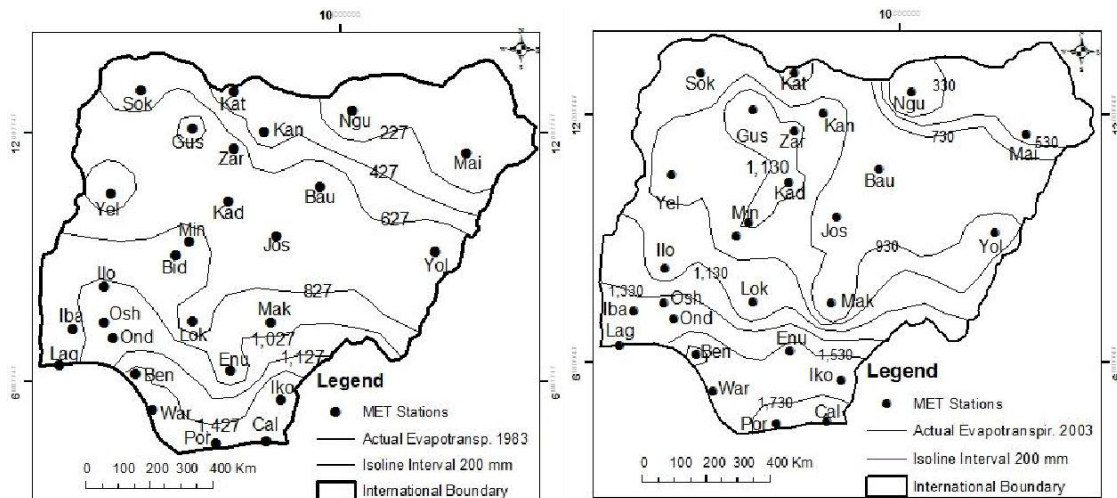 10
12
6
Sok
Kat
Gus
Kan
Ngu
227
Zar
Mai
427
Yel
Bau
Kad
627
Min
Jos
Bid
Yol
Ilo
827
Iba
Osh
Ond
Lok
Mak
1,027
Lag
Enu
1,127
Ben
Iko
War
1,427
Por
Cal
Legend
MET Stations
Actual Evapotransp. 1983
Isoline Interval 200 mm
International Boundary
0 100 200 300 400 Km
10
12
6
Sok
Kat
330
Ngu
Gus
Kan
Zar
730
530
Mai
1,130
Bau
Yel
Kad
Min
Jos
930
Yol
Ilo
1,130
1,330
Iba
Osh
Ond
Lok
Mak
Lag
Ben
Enu
1,530
War
Iko
1,730
Por
Cal
Legend
MET Stations
Actual Evapotranspir. 2003
Isoline Interval 200 mm
International Boundary
0 100 200 300 400 Km